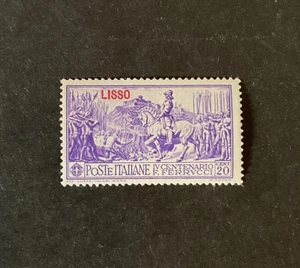 LISSO
POSTE ITALIANE
IV CENTENARIO
F. FERRUCCI
CENT.
20